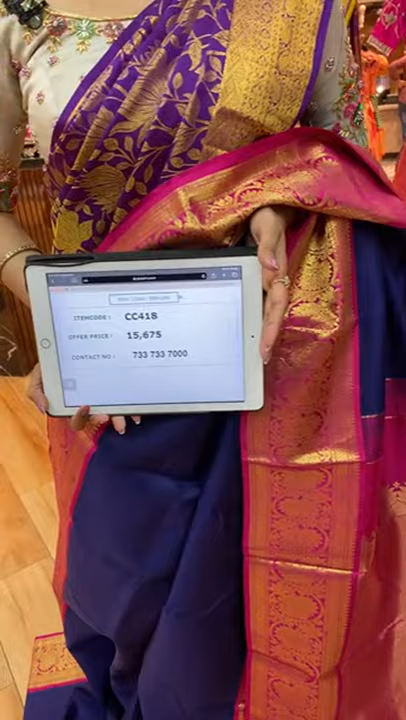 ITEMCODE : CC418
OFFER PRICE : 15,675
CONTACT NO : 733 733 7000